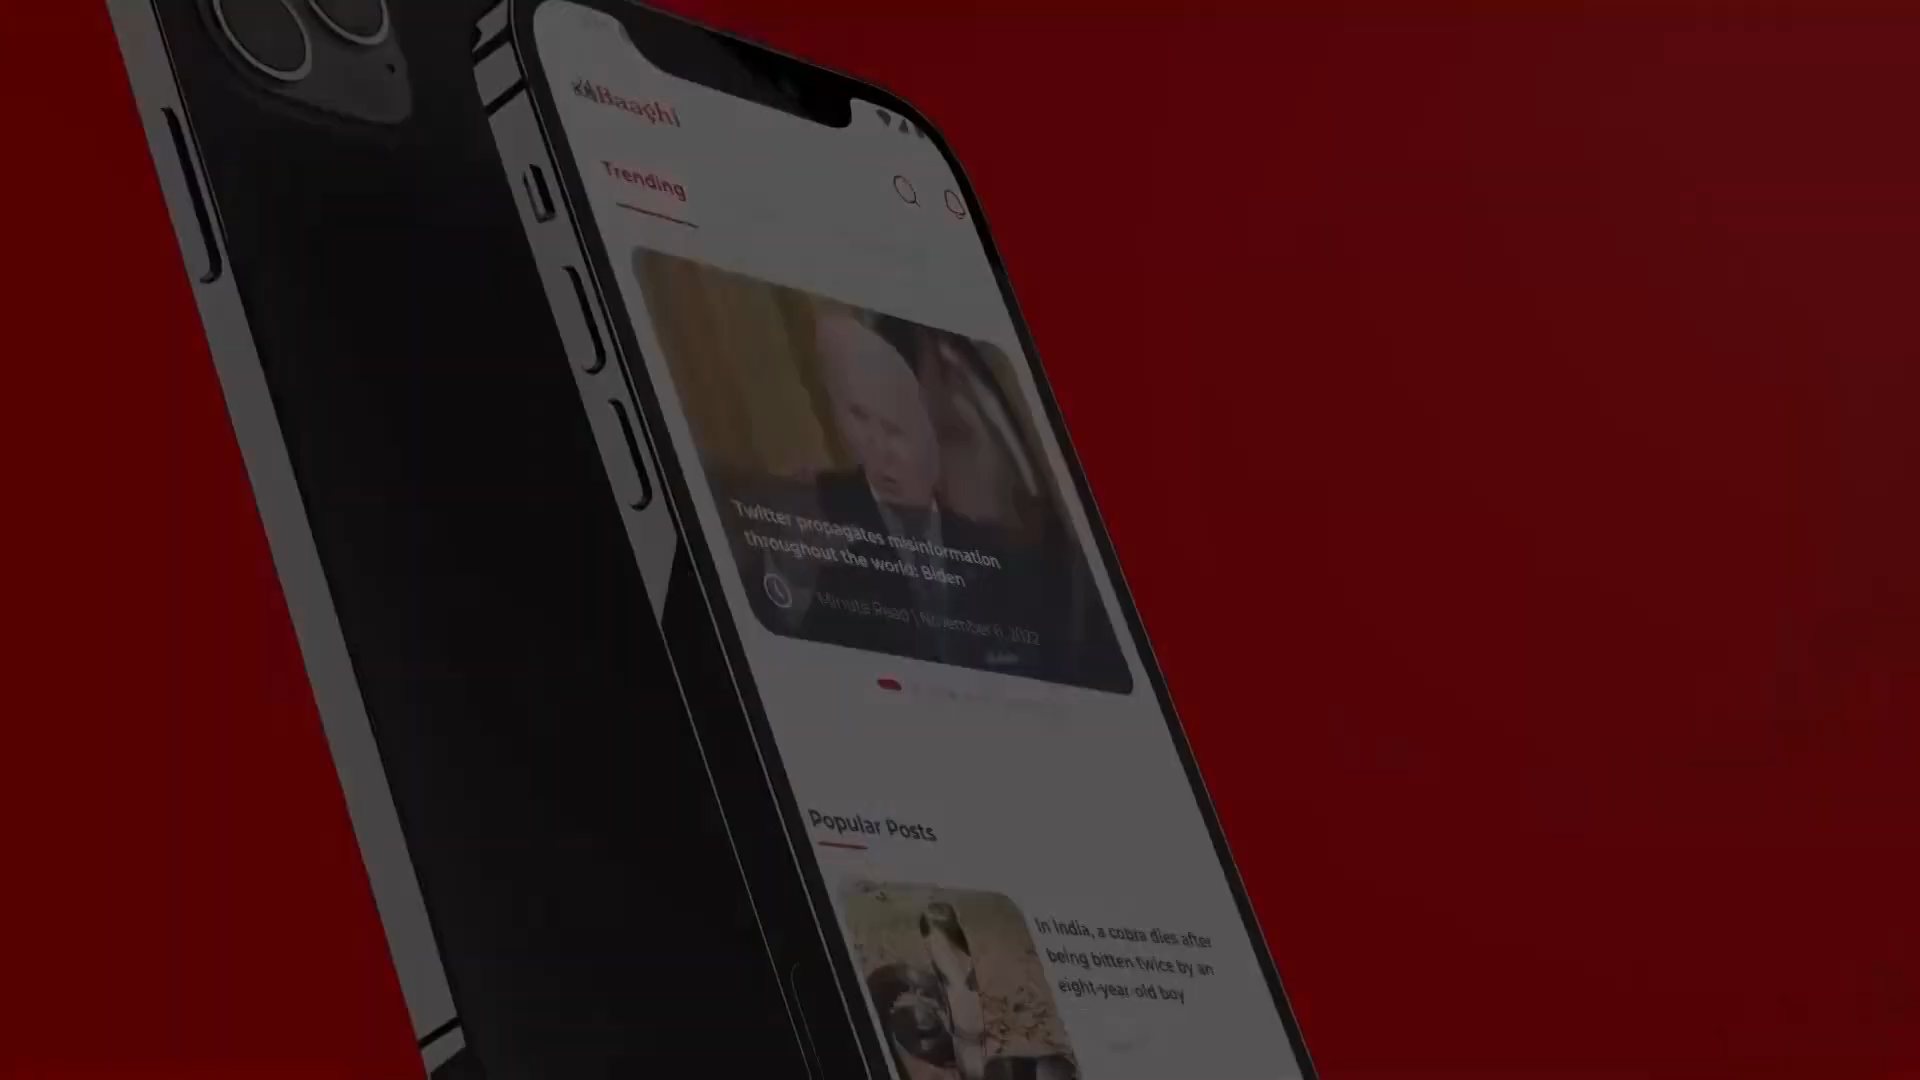 Baachi
Trending
Twitter propagates misinformation
throughout the world: Biden
Minute Read | November 6, 2022
Popular Posts
In India, a cobra dies after
being bitten twice by an
eight-year old boy